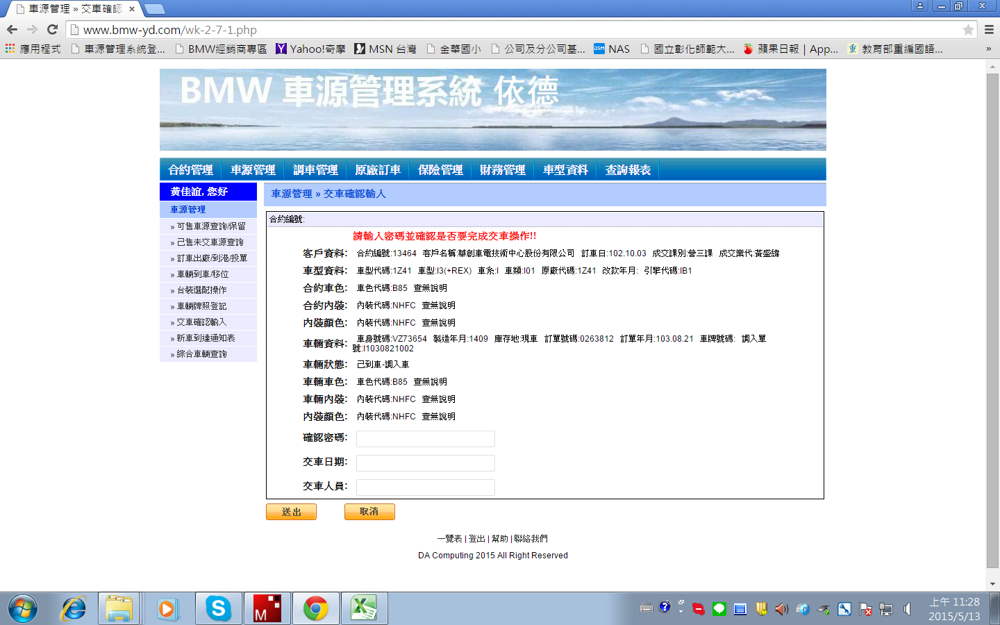 車源管理 » 交車確認
www.bmw-yd.com/wk-2-7-1.php
應用程式 車源管理系統登... BMW經銷商專區 Yahoo!奇摩 MSN 台灣 金華國小 公司及分公司基... NAS 國立彰化師範大... 蘋果日報 | App... 教育部重編國語... »
BMW 車源管理系統 依德
合約管理 車源管理 調車管理 原廠訂車 保險管理 財務管理 車型資料 查詢報表
黃佳誼, 您好
車源管理
» 可售車源查詢/保留
» 己售未交車源查詢
» 訂車出廠/到港/投單
» 車輛到車/移位
» 台裝選配操作
» 車輛牌照登記
» 交車確認輸入
» 新車到達通知表
» 綜合車輛查詢
車源管理 » 交車確認輸入
合約編號:
請輸入密碼並確認是否要完成交車操作!!
客戶資料: 合約編號:13464 客戶名稱:華創車電技術中心股份有限公司 訂車日:102.10.03 成交課別:營三課 成交業代:黃盛緯
車型資料: 車型代碼:1Z41 車型:I3(+REX) 車系:I 車類:I01 原廠代碼:1Z41 改款年月: 引擎代碼:IB1
合約車色: 車色代碼:B85 查無說明
合約內裝: 內裝代碼:NHFC 查無說明
內裝顏色: 內裝代碼:NHFC 查無說明
車輛資料: 車身號碼:VZ73654 製造年月:1409 庫存地:現車 訂單號碼:0263812 訂單年月:103.08.21 車牌號碼: 調入單
號:I1030821002
車輛狀態: 己到車-調入車
車輛車色: 車色代碼:B85 查無說明
車輛內裝: 內裝代碼:NHFC 查無說明
內裝顏色: 內裝代碼:NHFC 查無說明
確認密碼:
交車日期:
交車人員:
送出 取消
一覽表 | 登出 | 幫助 | 聯絡我們
DA Computing 2015 All Right Reserved
上午 11:28
2015/5/13